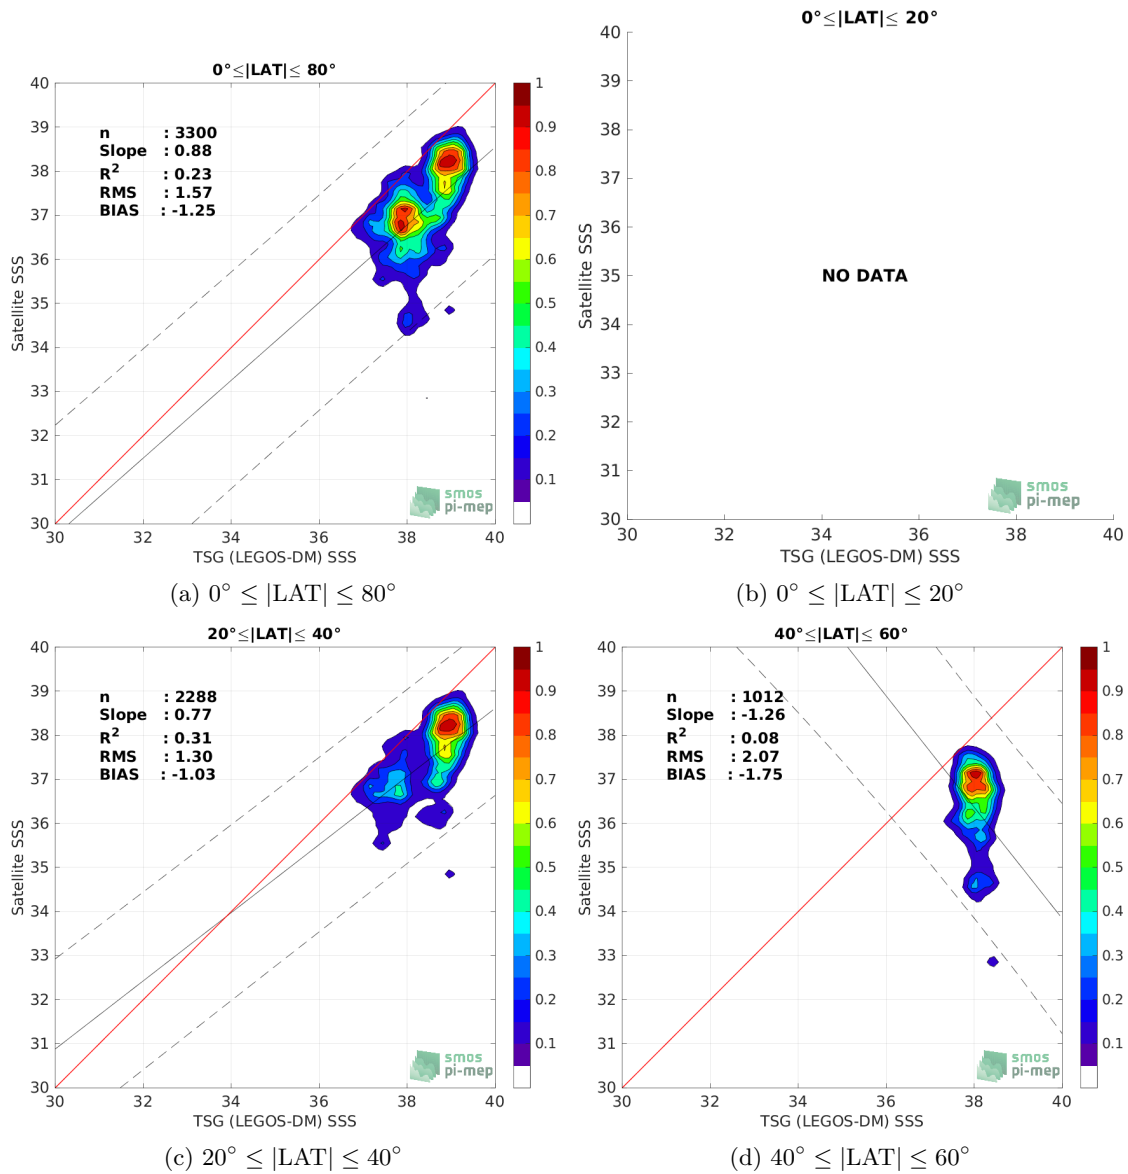 0°≤|LAT|≤ 80°
40
39
38
37
36
35
34
33
32
31
30
Satellite SSS
n : 3300
Slope : 0.88
R² : 0.23
RMS : 1.57
BIAS : -1.25
smos
pi-mep
30 32 34 36 38 40
TSG (LEGOS-DM) SSS
1
0.9
0.8
0.7
0.6
0.5
0.4
0.3
0.2
0.1
(a) 0° ≤ |LAT| ≤ 80°
0°≤|LAT|≤ 20°
40
39
38
37
36
35
34
33
32
31
30
Satellite SSS
NO DATA
smos
pi-mep
30 32 34 36 38 40
TSG (LEGOS-DM) SSS
(b) 0° ≤ |LAT| ≤ 20°
20°≤|LAT|≤ 40°
40
39
38
37
36
35
34
33
32
31
30
Satellite SSS
n : 2288
Slope : 0.77
R² : 0.31
RMS : 1.30
BIAS : -1.03
smos
pi-mep
30 32 34 36 38 40
TSG (LEGOS-DM) SSS
1
0.9
0.8
0.7
0.6
0.5
0.4
0.3
0.2
0.1
(c) 20° ≤ |LAT| ≤ 40°
40°≤|LAT|≤ 60°
40
39
38
37
36
35
34
33
32
31
30
Satellite SSS
n : 1012
Slope : -1.26
R² : 0.08
RMS : 2.07
BIAS : -1.75
smos
pi-mep
30 32 34 36 38 40
TSG (LEGOS-DM) SSS
1
0.9
0.8
0.7
0.6
0.5
0.4
0.3
0.2
0.1
(d) 40° ≤ |LAT| ≤ 60°